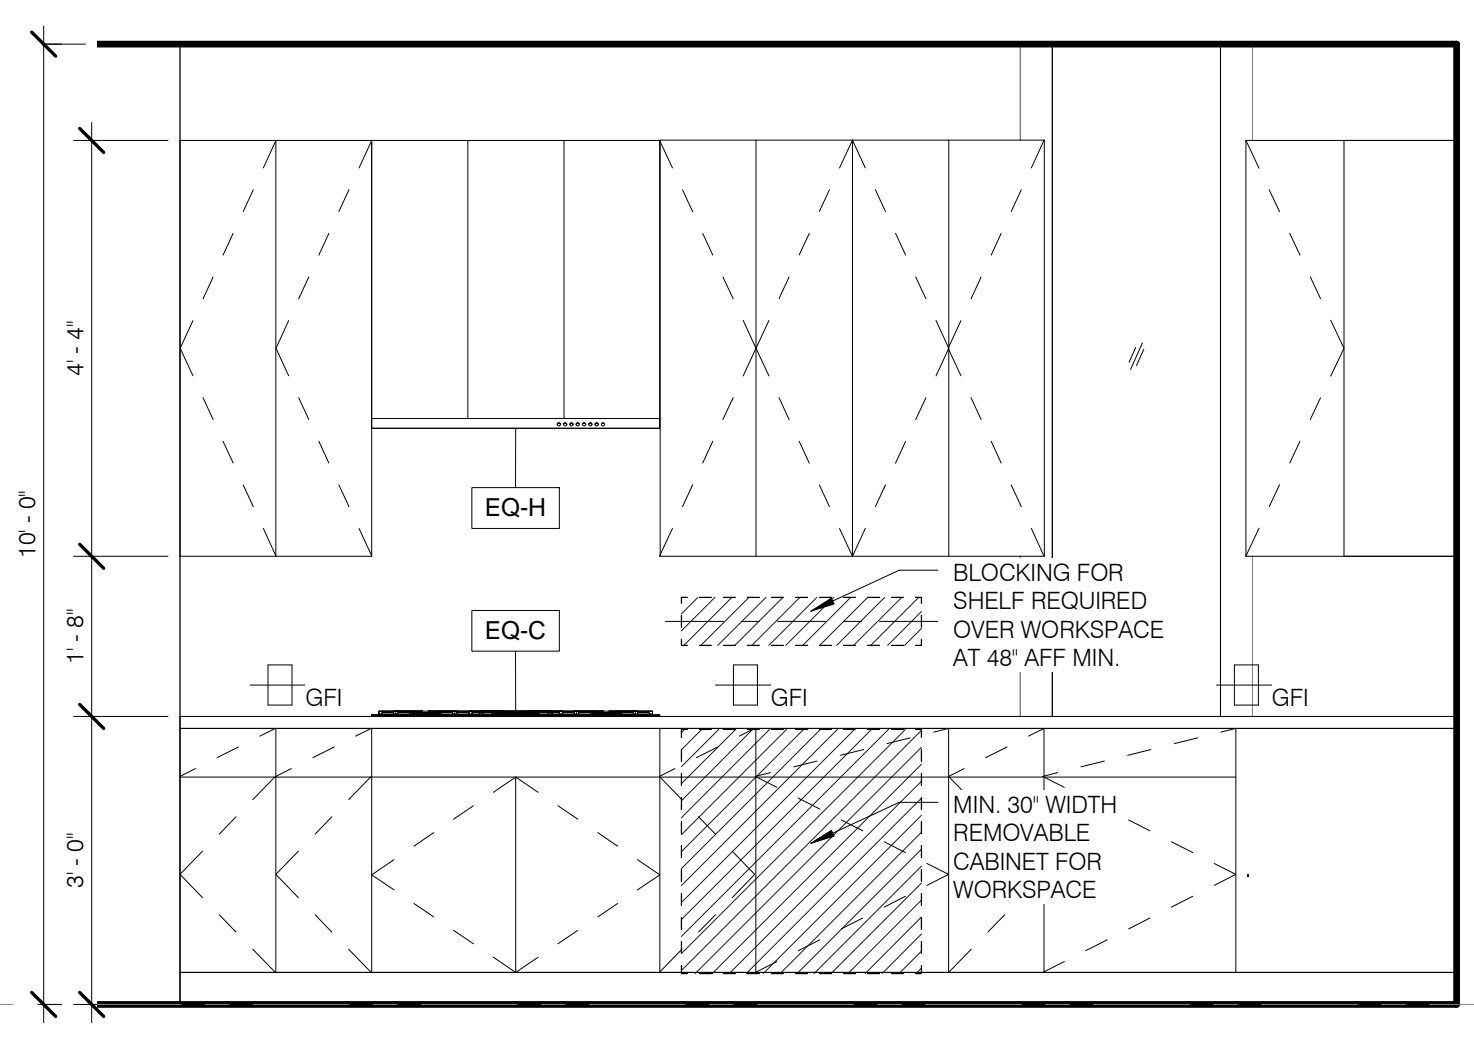 4' - 4"
10' - 0"
EQ-H
BLOCKING FOR
SHELF REQUIRED
OVER WORKSPACE
AT 48" AFF MIN.
1' - 8"
EQ-C
GFI
GFI
GFI
MIN. 30" WIDTH
REMOVABLE
CABINET FOR
WORKSPACE
3' - 0"